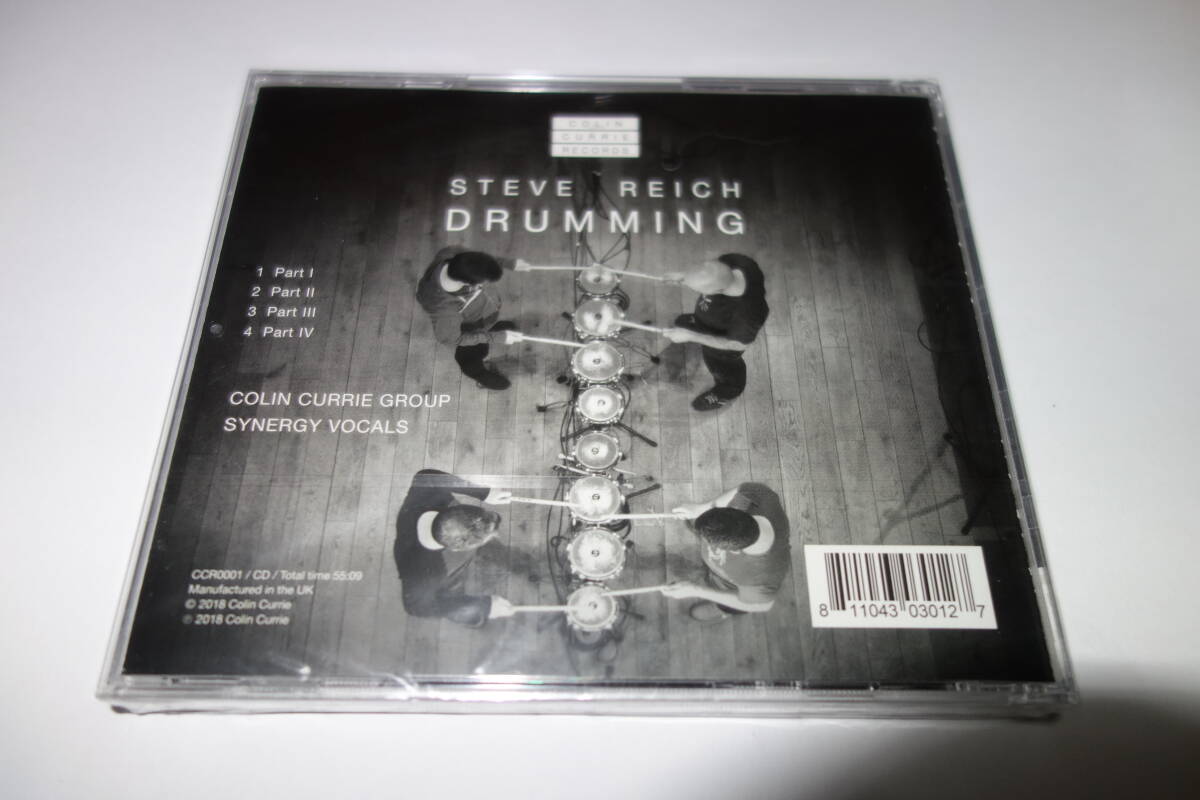 COLIN
CURRIE
RECORDS
STEVE REICH
DRUMMING
1 Part I
2 Part II
3 Part III
4 Part IV
COLIN CURRIE GROUP
SYNERGY VOCALS
CCR0001 / CD / Total time 55:09
Manufactured in the UK
© 2018 Colin Currie
℗ 2018 Colin Currie
8 11043 03012 7